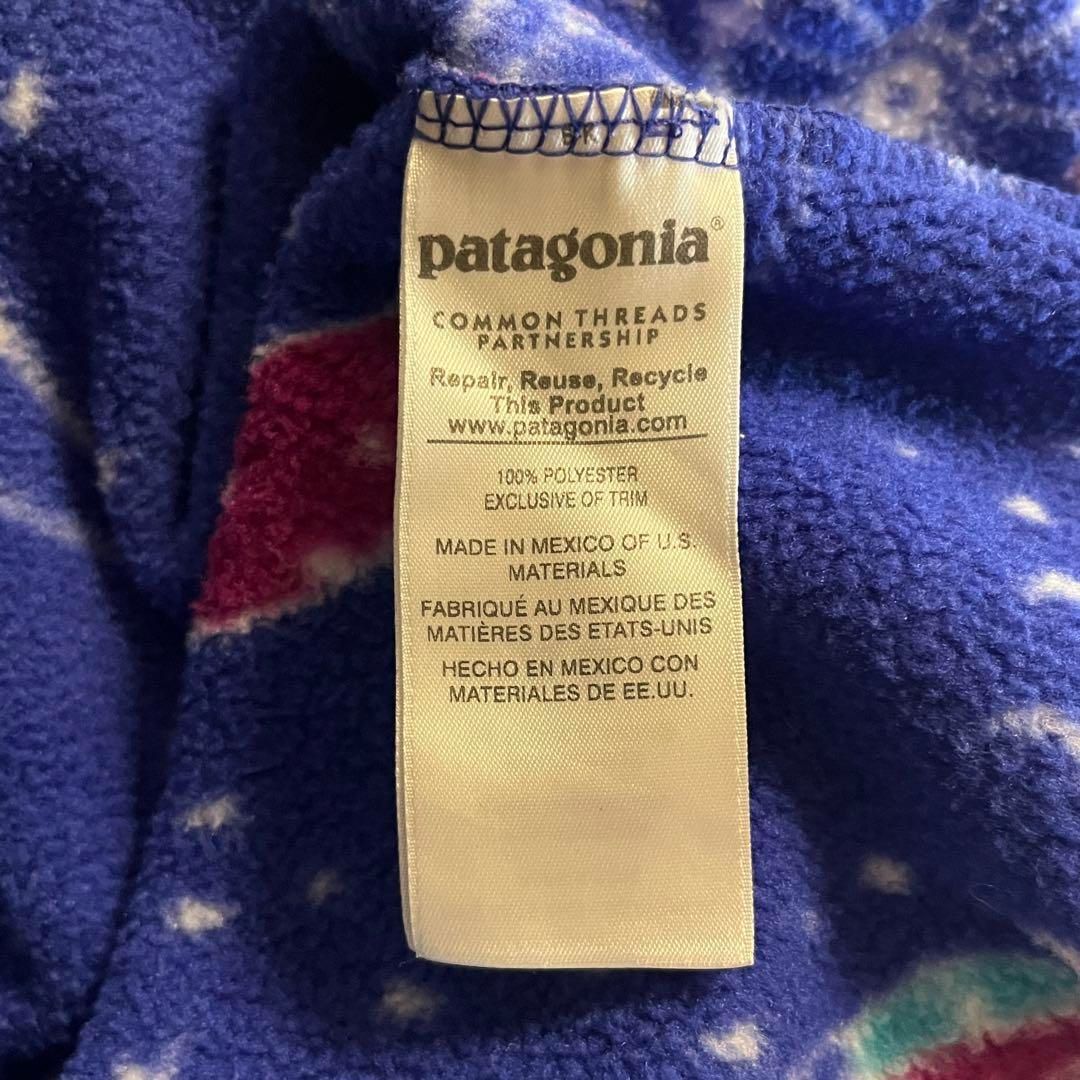 patagonia®
COMMON THREADS
PARTNERSHIP
Repair, Reuse, Recycle
This Product
www.patagonia.com
100% POLYESTER
EXCLUSIVE OF TRIM
MADE IN MEXICO OF U.S.
MATERIALS
FABRIQUÉ AU MEXIQUE DES
MATIÈRES DES ETATS-UNIS
HECHO EN MEXICO CON
MATERIALES DE EE.UU.